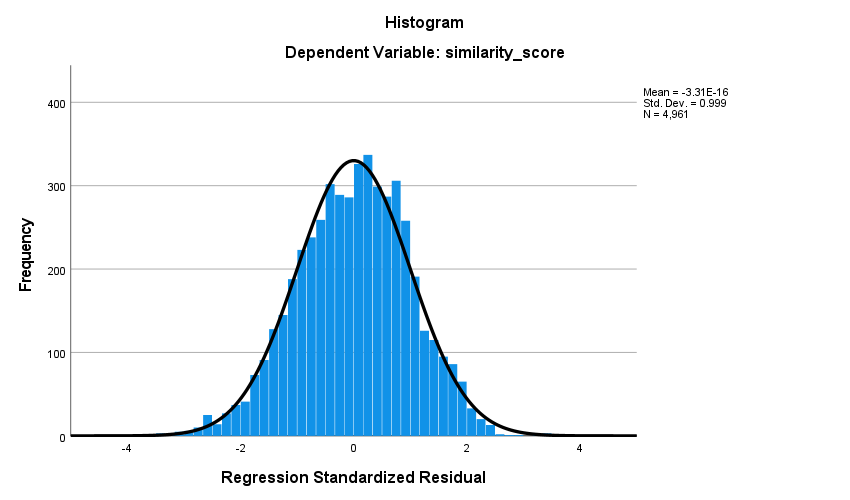 Histogram
Dependent Variable: similarity_score
Mean = -3.31E-16
Std. Dev. = 0.999
N = 4,961
400
300
200
100
0
Frequency
-4
-2
0
2
4
Regression Standardized Residual